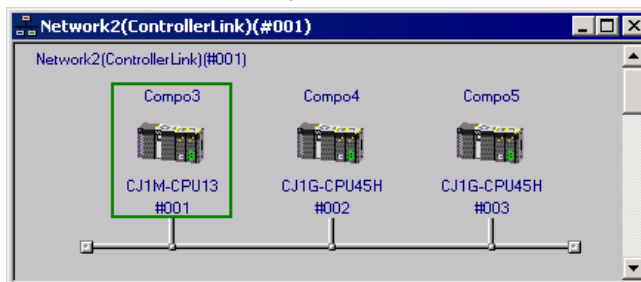 Network2(ControllerLink)(#001)
Network2(ControllerLink)(#001)
Compo3 Compo4 Compo5
CJ1M-CPU13 CJ1G-CPU45H CJ1G-CPU45H
#001 #002 #003